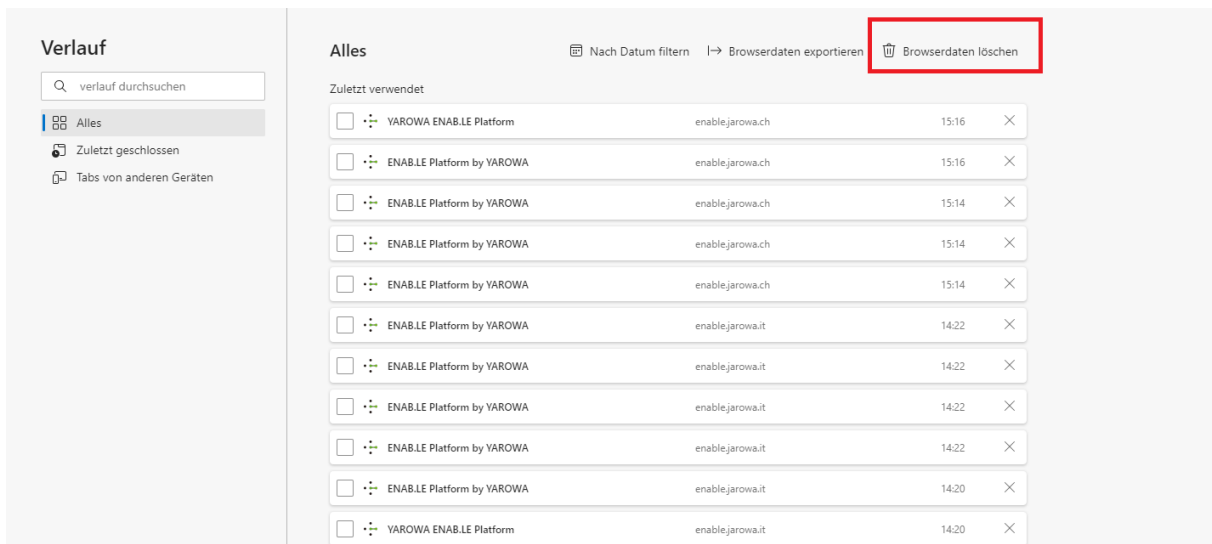 Verlauf
verlauf durchsuchen
Alles
Zuletzt geschlossen
Tabs von anderen Geräten
Alles Nach Datum filtern Browserdaten exportieren Browserdaten löschen
Zuletzt verwendet
YAROWA ENAB.LE Platform enable.jarowa.ch 15:16
ENAB.LE Platform by YAROWA enable.jarowa.ch 15:16
ENAB.LE Platform by YAROWA enable.jarowa.ch 15:14
ENAB.LE Platform by YAROWA enable.jarowa.ch 15:14
ENAB.LE Platform by YAROWA enable.jarowa.ch 15:14
ENAB.LE Platform by YAROWA enable.jarowa.it 14:22
ENAB.LE Platform by YAROWA enable.jarowa.it 14:22
ENAB.LE Platform by YAROWA enable.jarowa.it 14:22
ENAB.LE Platform by YAROWA enable.jarowa.it 14:22
ENAB.LE Platform by YAROWA enable.jarowa.it 14:20
YAROWA ENAB.LE Platform enable.jarowa.it 14:20